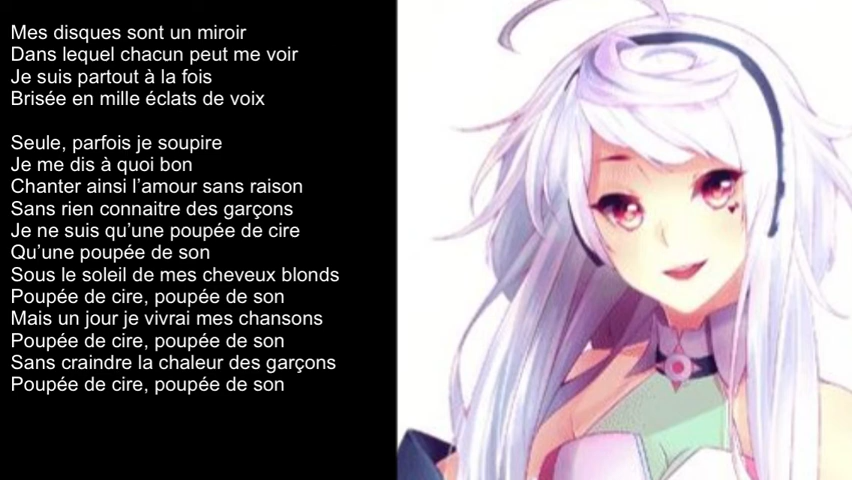 Mes disques sont un miroir
Dans lequel chacun peut me voir
Je suis partout à la fois
Brisée en mille éclats de voix

Seule, parfois je soupire
Je me dis à quoi bon
Chanter ainsi l’amour sans raison
Sans rien connaitre des garçons
Je ne suis qu’une poupée de cire
Qu’une poupée de son
Sous le soleil de mes cheveux blonds
Poupée de cire, poupée de son
Mais un jour je vivrai mes chansons
Poupée de cire, poupée de son
Sans craindre la chaleur des garçons
Poupée de cire, poupée de son